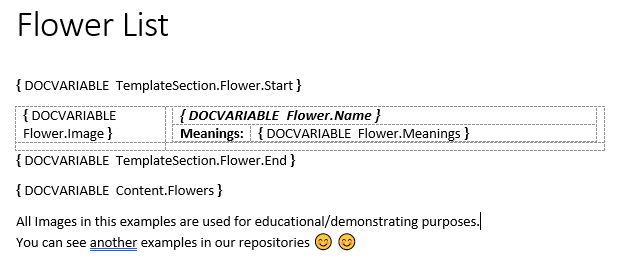 Flower List
{ DOCVARIABLE TemplateSection.Flower.Start }
{ DOCVARIABLE
Flower.Image }
{ DOCVARIABLE Flower.Name }
Meanings: { DOCVARIABLE Flower.Meanings }
{ DOCVARIABLE TemplateSection.Flower.End }
{ DOCVARIABLE Content.Flowers }
All Images in this examples are used for educational/demonstrating purposes.
You can see another examples in our repositories 😊 😊